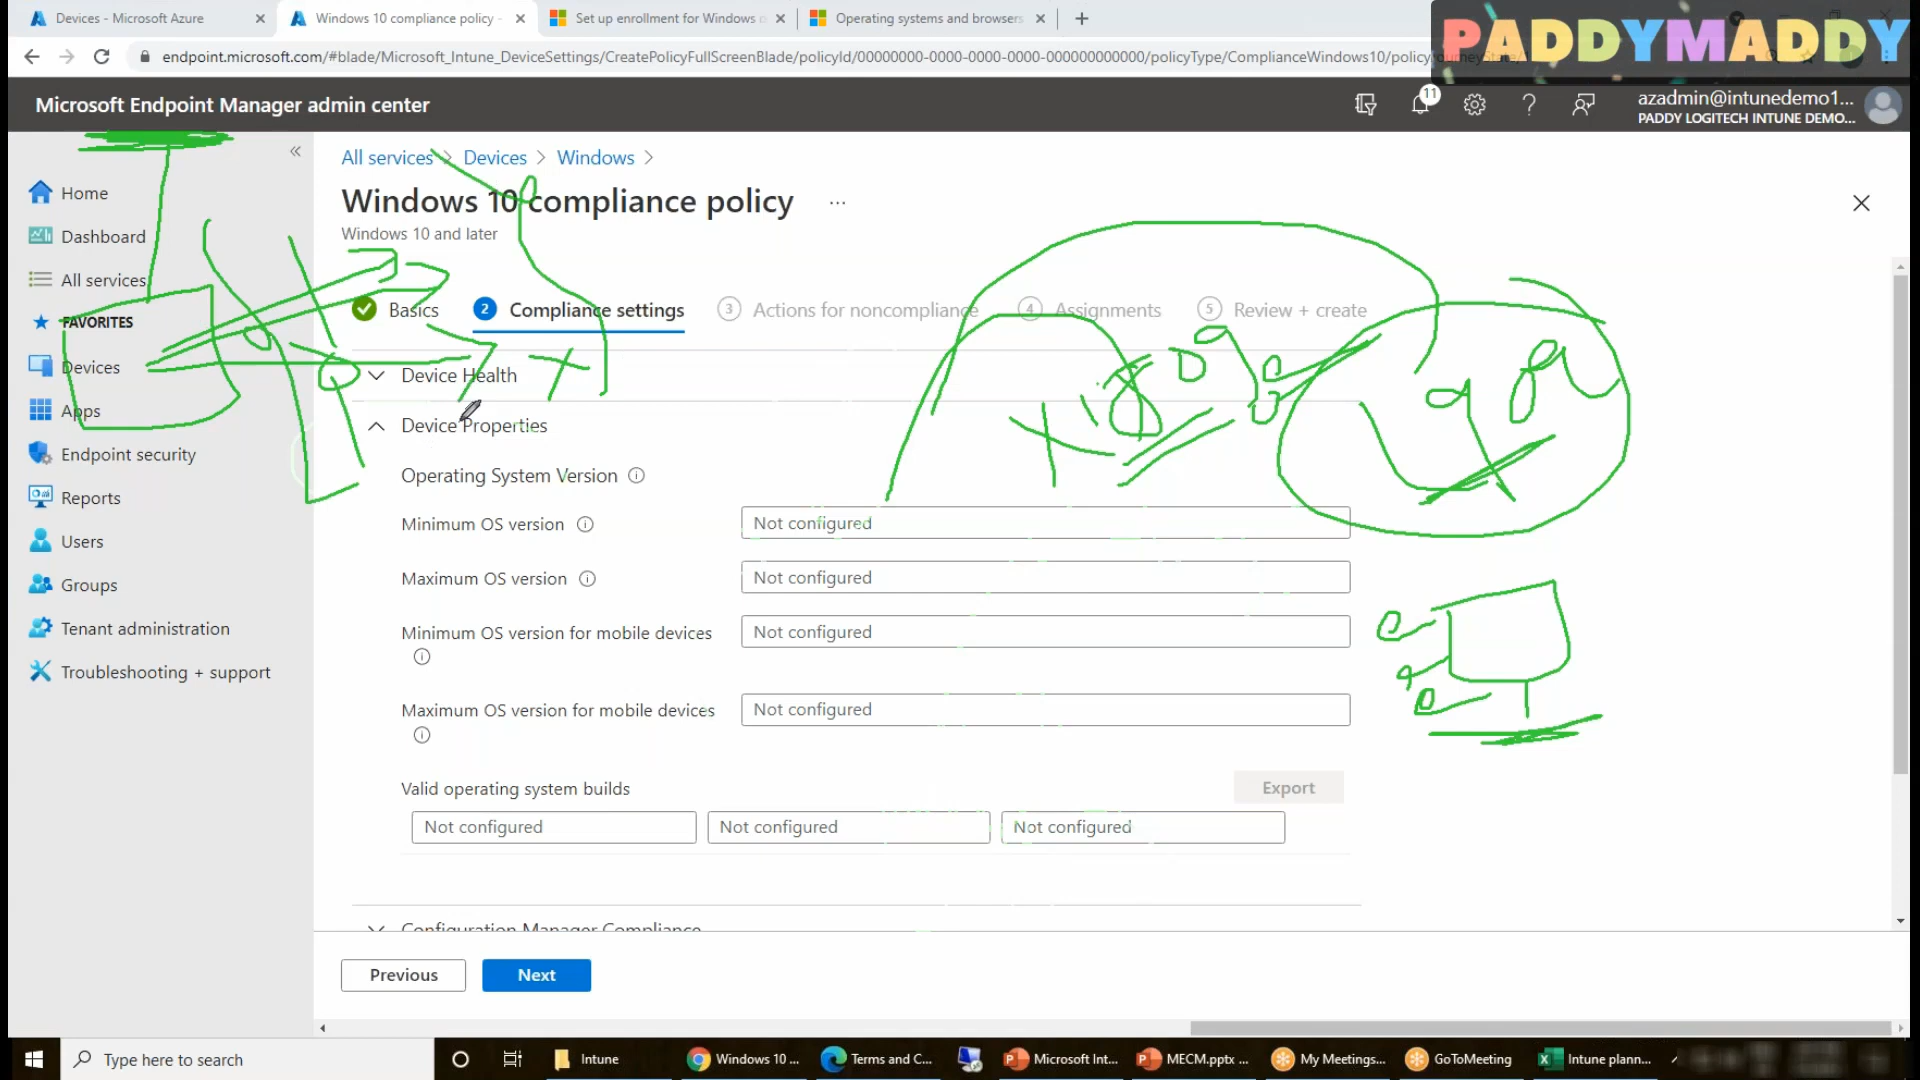 Devices - Microsoft Azure
Windows 10 compliance policy -
Set up enrollment for Windows
Operating systems and browsers
PADDYMADDY
endpoint.microsoft.com/#blade/Microsoft_Intune_DeviceSettings/CreatePolicyFullScreenBlade/policyId/00000000-0000-0000-0000-000000000000/policyType/ComplianceWindows10/policy
Microsoft Endpoint Manager admin center
11
azadmin@intunedemo1...
PADDY LOGITECH INTUNE DEMO...
Home
Dashboard
All services
FAVORITES
Devices
Apps
Endpoint security
Reports
Users
Groups
Tenant administration
Troubleshooting + support
All services > Devices > Windows >
Windows 10 compliance policy ...
Windows 10 and later
Basics
2 Compliance settings
3 Actions for noncompliance
4 Assignments
5 Review + create
Device Health
Device Properties
Operating System Version
Minimum OS version
Not configured
Maximum OS version
Not configured
Minimum OS version for mobile devices
Not configured
Maximum OS version for mobile devices
Not configured
Valid operating system builds
Export
Not configured
Not configured
Not configured
Configuration Manager Compliance
Previous
Next
Type here to search
Intune
Windows 10 ...
Terms and C...
Microsoft Int...
MECM.pptx ...
My Meetings...
GoToMeeting
Intune plann...